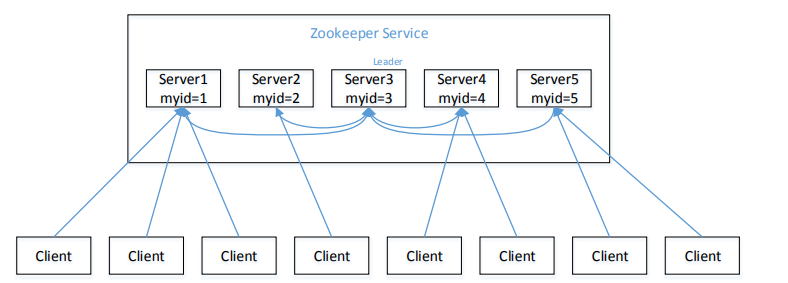 Zookeeper Service
Leader
Server1
myid=1
Server2
myid=2
Server3
myid=3
Server4
myid=4
Server5
myid=5
Client
Client
Client
Client
Client
Client
Client
Client